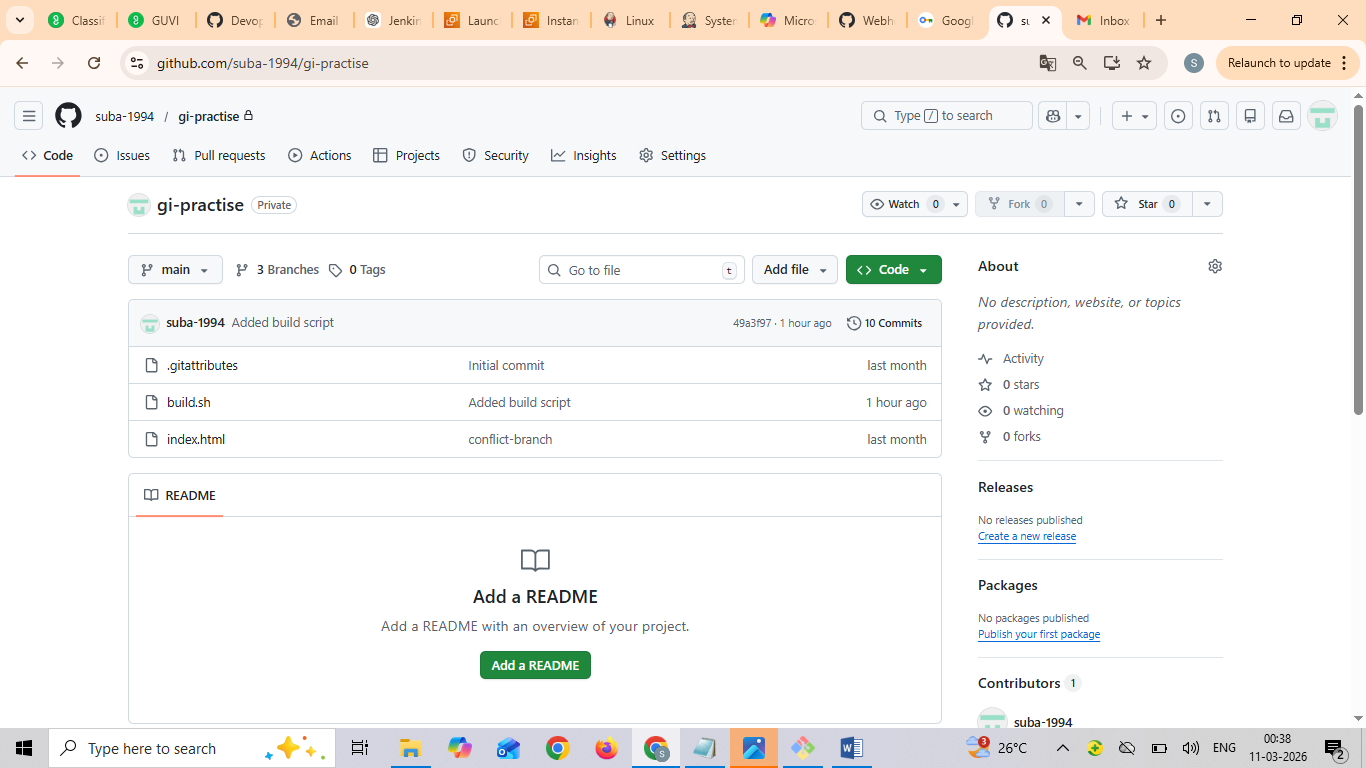 Classif
GUVI
Devop
Email
Jenkin
Launc
Instan
Linux
System
Micros
Webh
Googl
su
Inbox
github.com/suba-1994/gi-practise
S
Relaunch to update
suba-1994 / gi-practise
Type / to search
Code
Issues
Pull requests
Actions
Projects
Security
Insights
Settings
gi-practise Private
Watch 0
Fork 0
Star 0
main
3 Branches
0 Tags
Go to file t
Add file
Code
About
No description, website, or topics
provided.
suba-1994 Added build script 49a3f97 · 1 hour ago 10 Commits
.gitattributes Initial commit last month
build.sh Added build script 1 hour ago
index.html conflict-branch last month
Activity
0 stars
0 watching
0 forks
README
Add a README
Add a README with an overview of your project.
Add a README
Releases
No releases published
Create a new release
Packages
No packages published
Publish your first package
Contributors 1
suba-1994
Type here to search
S
3
26°C
ENG
00:38
11-03-2026
2